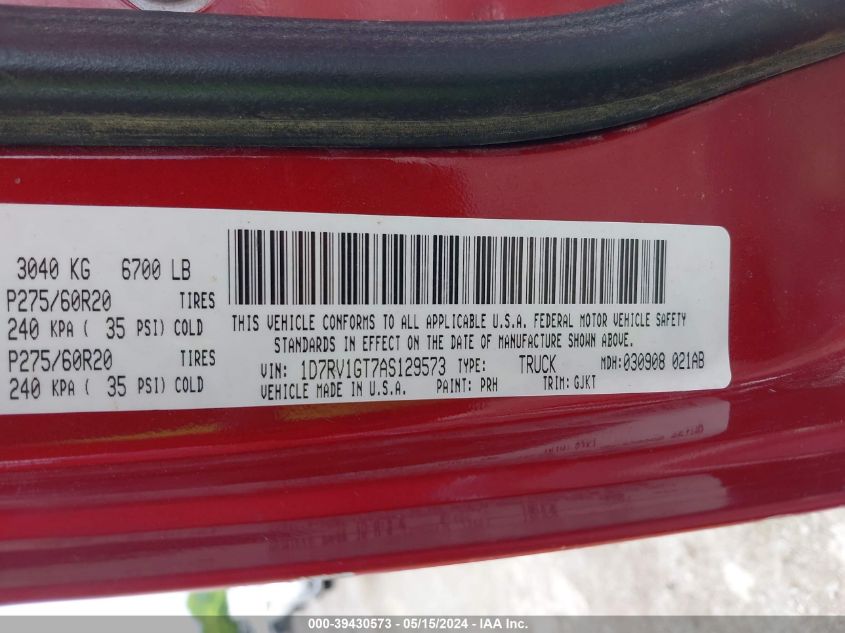 3040 KG 6700 LB
P275/60R20 TIRES
240 KPA ( 35 PSI) COLD
P275/60R20 TIRES
240 KPA ( 35 PSI) COLD
THIS VEHICLE CONFORMS TO ALL APPLICABLE U.S.A. FEDERAL MOTOR VEHICLE SAFETY
STANDARDS IN EFFECT ON THE DATE OF MANUFACTURE SHOWN ABOVE.
VIN: 1D7RV1GT7AS129573 TYPE: TRUCK MDH:030908 021AB
VEHICLE MADE IN U.S.A. PAINT: PRH TRIM: GJKT
000-39430573 - 05/15/2024 - IAA Inc.